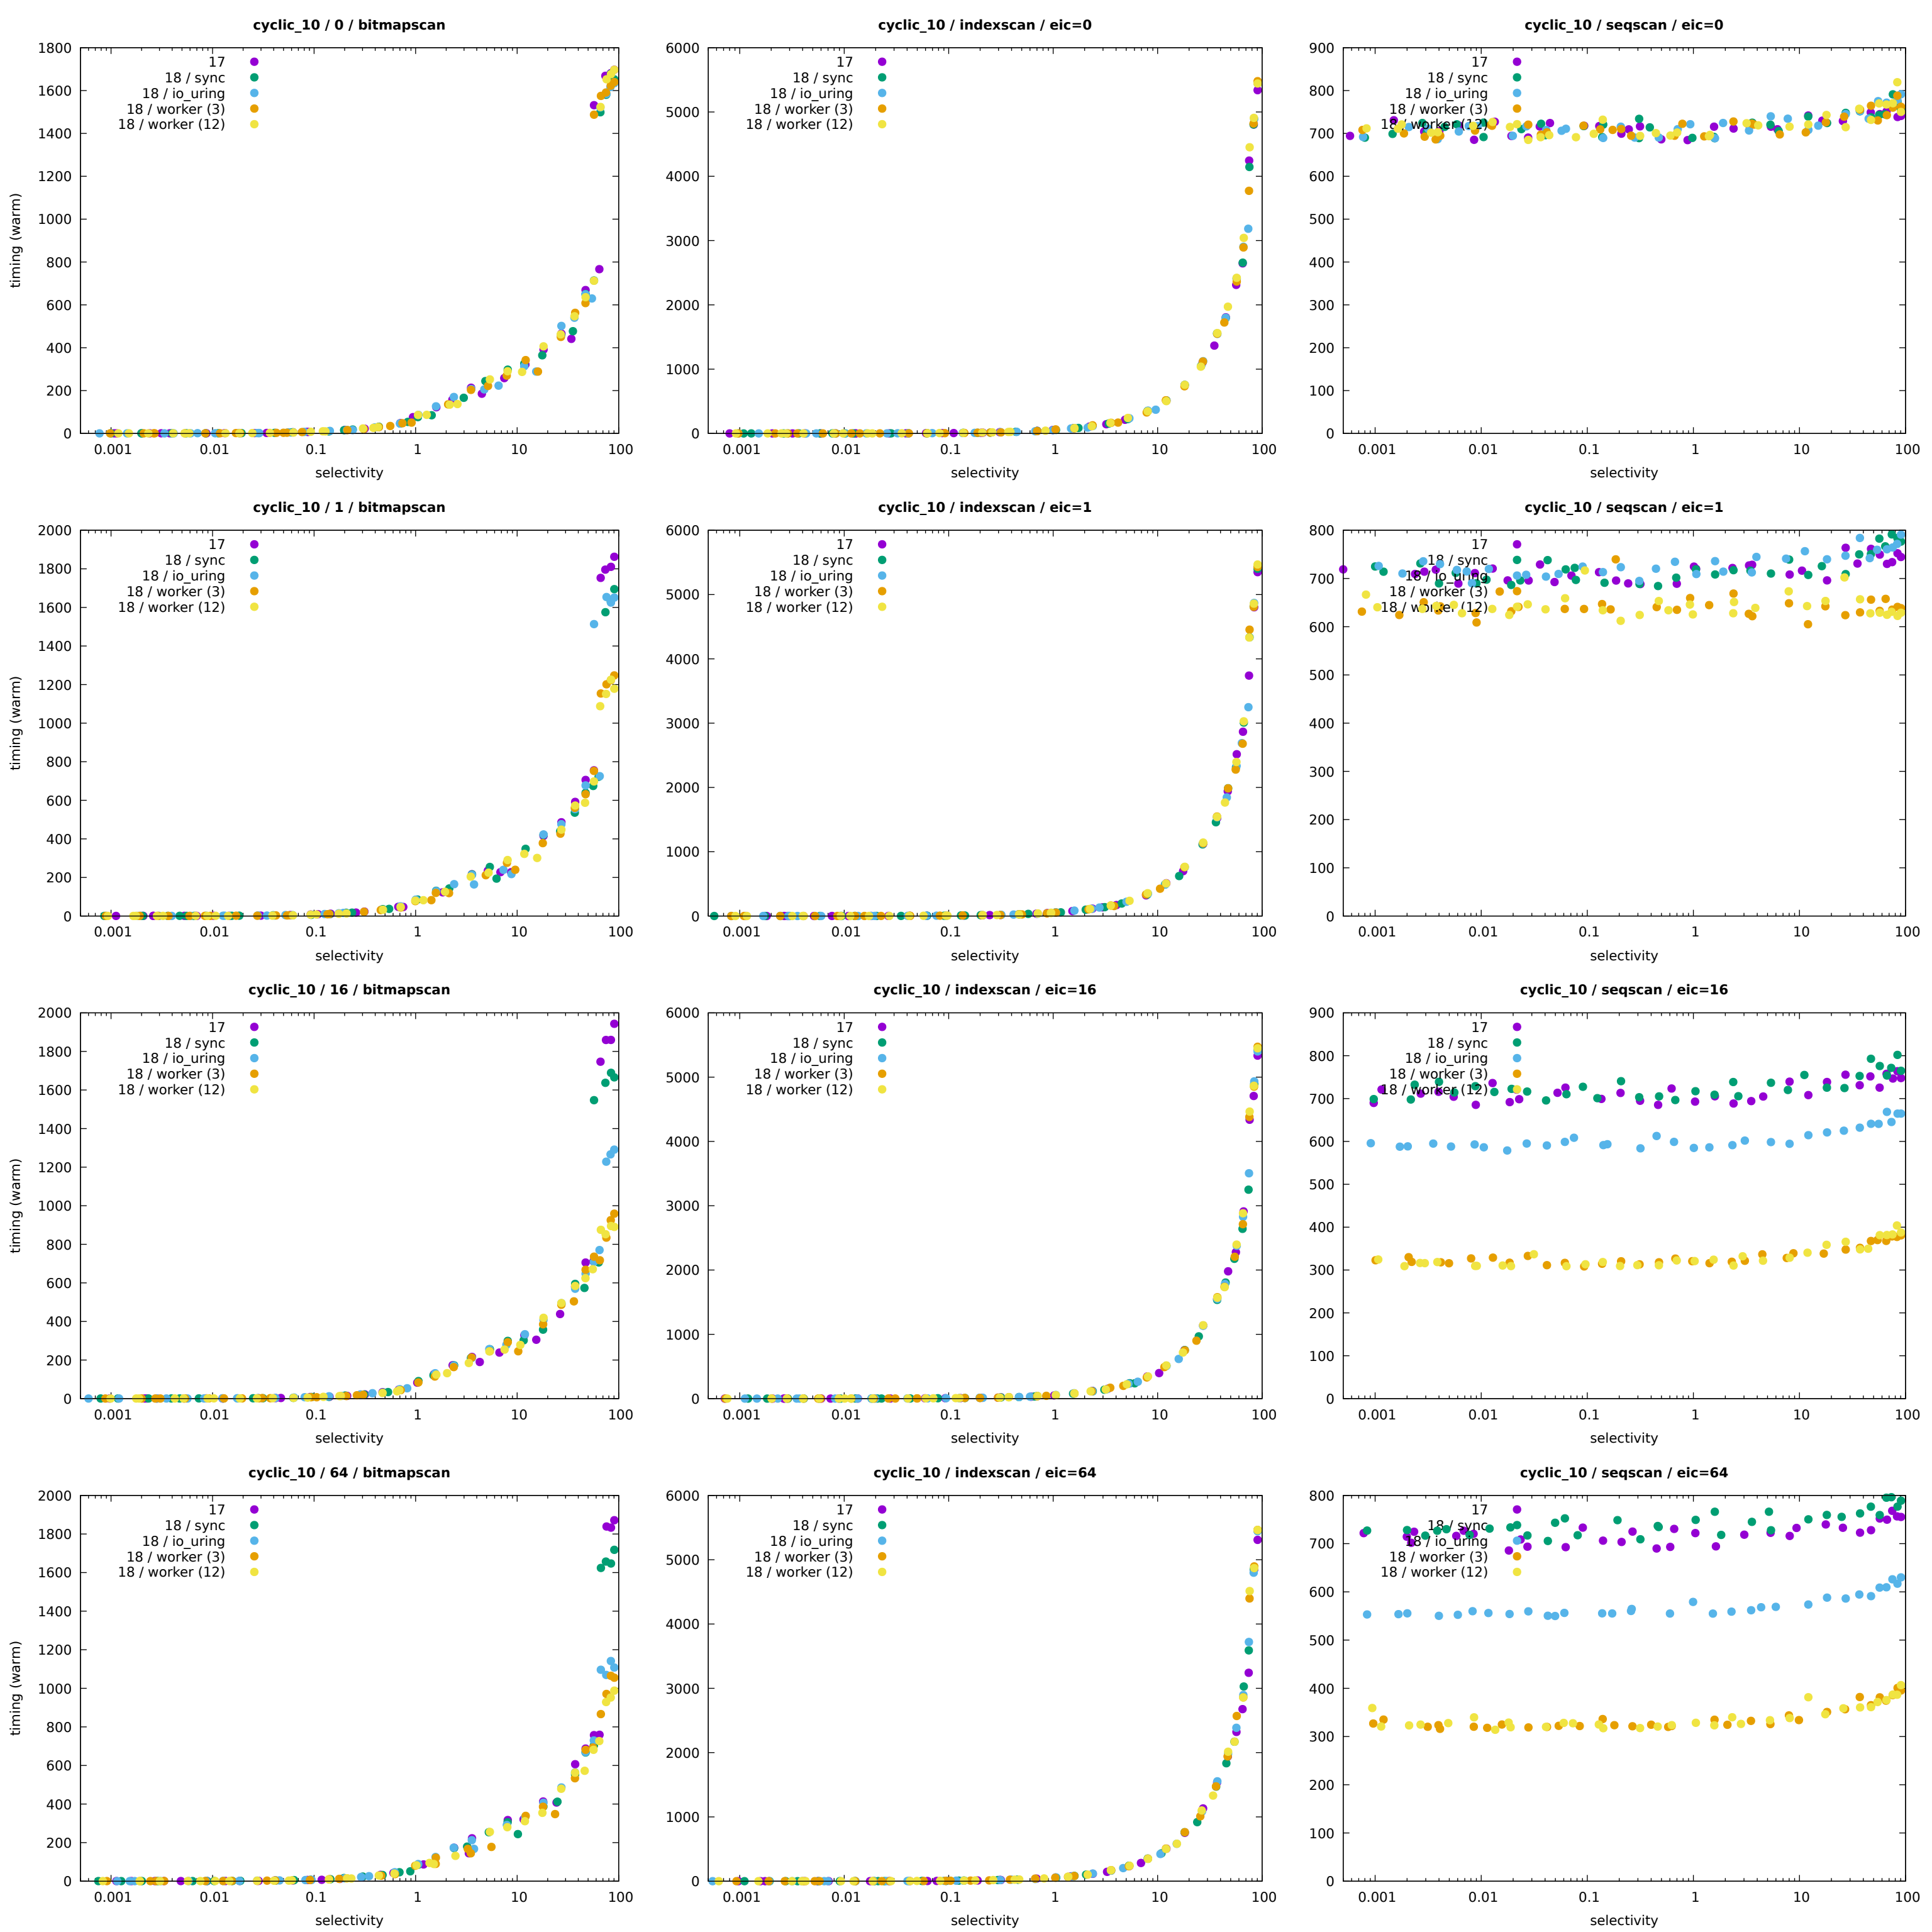 cyclic_10 / 0 / bitmapscan
timing (warm)
1800
1600
1400
1200
1000
800
600
400
200
0
17
18 / sync
18 / io_uring
18 / worker (3)
18 / worker (12)
0.001 0.01 0.1 1 10 100
selectivity
cyclic_10 / indexscan / eic=0
6000
5000
4000
3000
2000
1000
0
17
18 / sync
18 / io_uring
18 / worker (3)
18 / worker (12)
0.001 0.01 0.1 1 10 100
selectivity
cyclic_10 / seqscan / eic=0
900
800
700
600
500
400
300
200
100
0
17
18 / sync
18 / io_uring
18 / worker (3)
18 / worker (12)
0.001 0.01 0.1 1 10 100
selectivity
cyclic_10 / 1 / bitmapscan
timing (warm)
2000
1800
1600
1400
1200
1000
800
600
400
200
0
17
18 / sync
18 / io_uring
18 / worker (3)
18 / worker (12)
0.001 0.01 0.1 1 10 100
selectivity
cyclic_10 / indexscan / eic=1
6000
5000
4000
3000
2000
1000
0
17
18 / sync
18 / io_uring
18 / worker (3)
18 / worker (12)
0.001 0.01 0.1 1 10 100
selectivity
cyclic_10 / seqscan / eic=1
800
700
600
500
400
300
200
100
0
17
18 / sync
18 / io_uring
18 / worker (3)
18 / worker (12)
0.001 0.01 0.1 1 10 100
selectivity
cyclic_10 / 16 / bitmapscan
timing (warm)
2000
1800
1600
1400
1200
1000
800
600
400
200
0
17
18 / sync
18 / io_uring
18 / worker (3)
18 / worker (12)
0.001 0.01 0.1 1 10 100
selectivity
cyclic_10 / indexscan / eic=16
6000
5000
4000
3000
2000
1000
0
17
18 / sync
18 / io_uring
18 / worker (3)
18 / worker (12)
0.001 0.01 0.1 1 10 100
selectivity
cyclic_10 / seqscan / eic=16
900
800
700
600
500
400
300
200
100
0
17
18 / sync
18 / io_uring
18 / worker (3)
18 / worker (12)
0.001 0.01 0.1 1 10 100
selectivity
cyclic_10 / 64 / bitmapscan
timing (warm)
2000
1800
1600
1400
1200
1000
800
600
400
200
0
17
18 / sync
18 / io_uring
18 / worker (3)
18 / worker (12)
0.001 0.01 0.1 1 10 100
selectivity
cyclic_10 / indexscan / eic=64
6000
5000
4000
3000
2000
1000
0
17
18 / sync
18 / io_uring
18 / worker (3)
18 / worker (12)
0.001 0.01 0.1 1 10 100
selectivity
cyclic_10 / seqscan / eic=64
800
700
600
500
400
300
200
100
0
17
18 / sync
18 / io_uring
18 / worker (3)
18 / worker (12)
0.001 0.01 0.1 1 10 100
selectivity